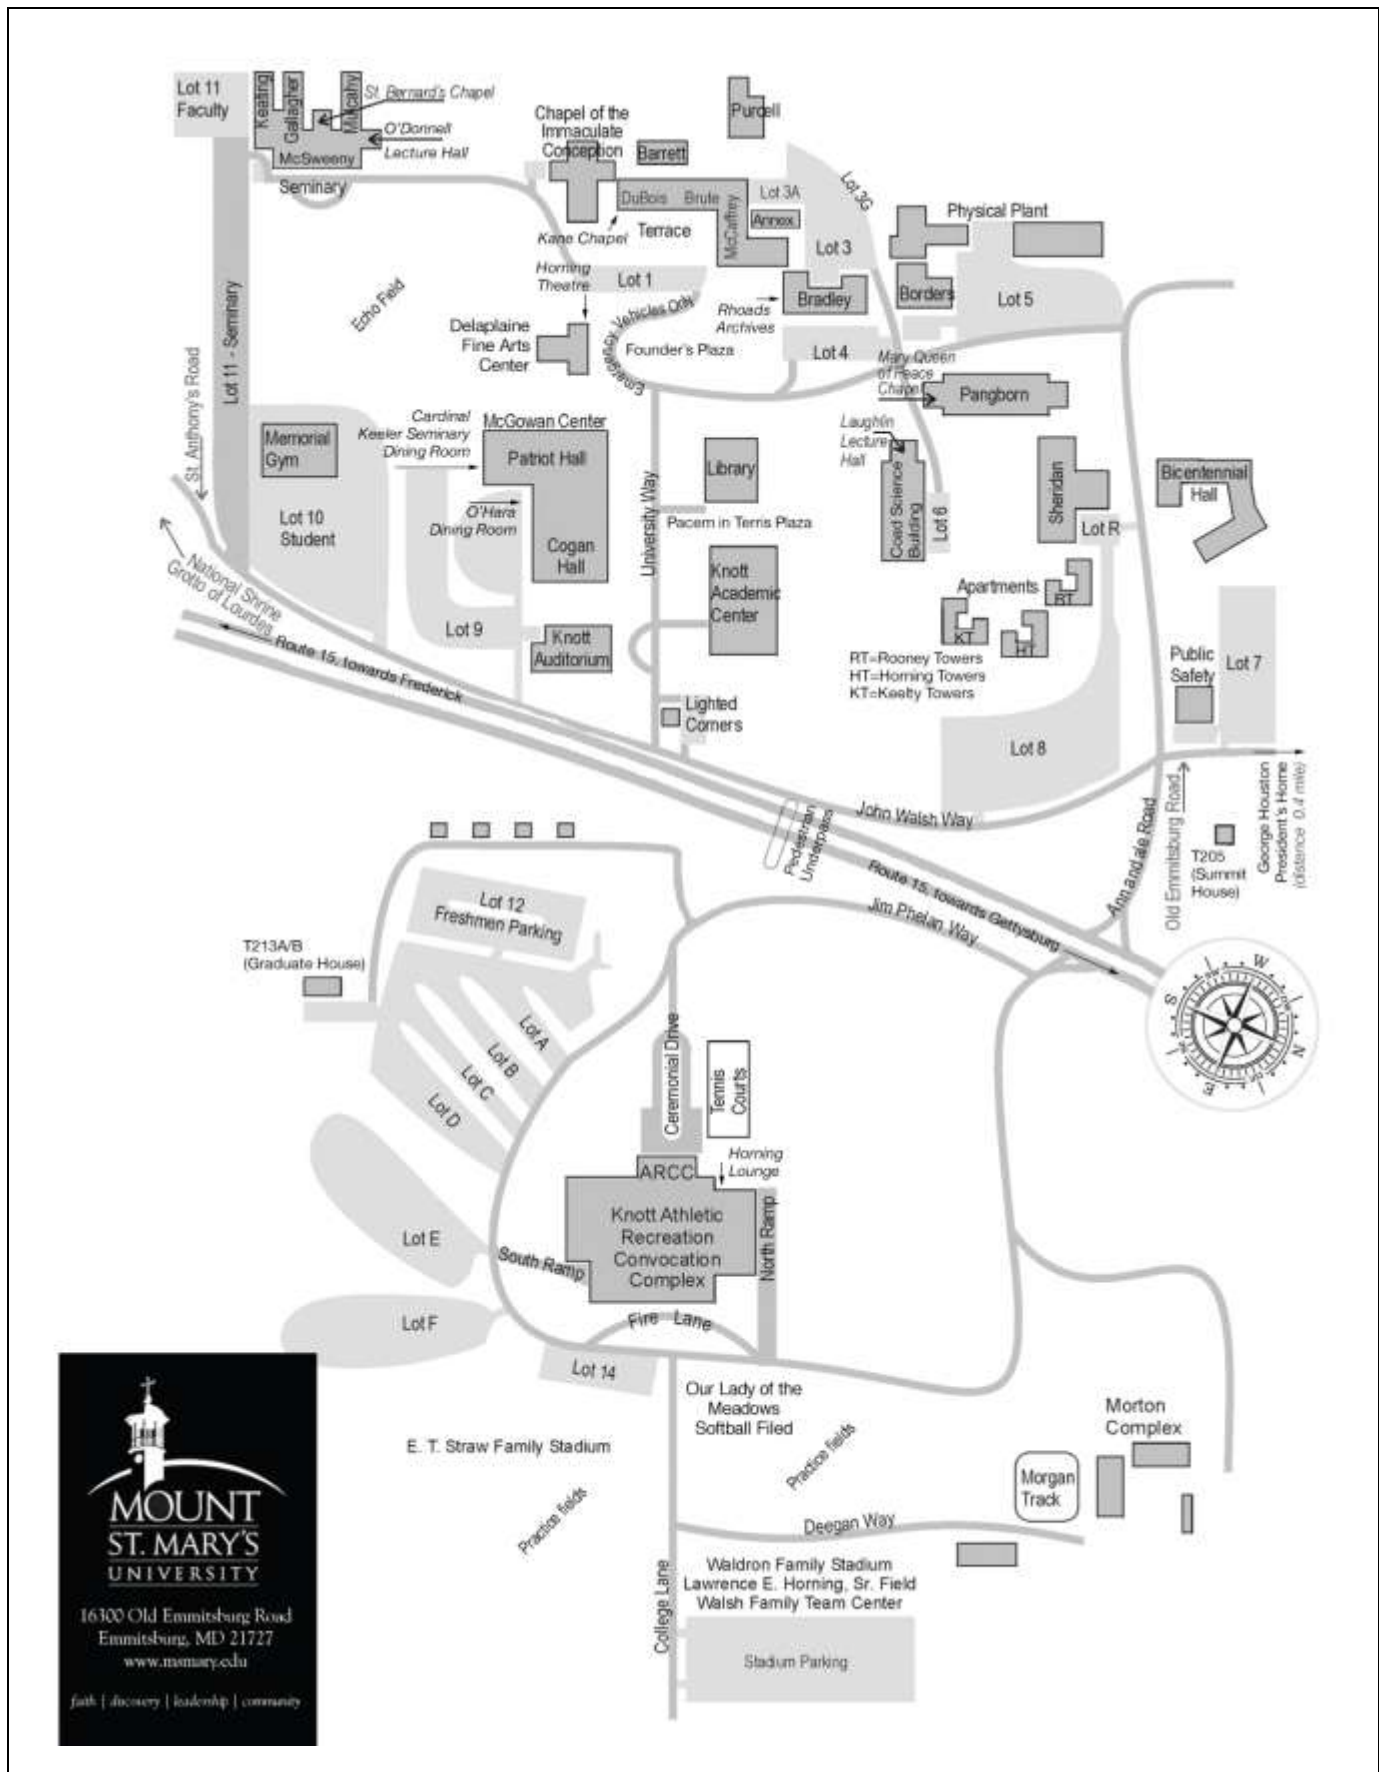 Lot 11
Faculty
Keating
Gallagher
Mulcahy
McSweeny
St. Bernard's Chapel
O'Donnell
Lecture Hall
Seminary
Chapel of the
Immaculate
Conception
Barrett
Purcell
DuBois
Brute
McCaffrey
Lot 3A
Annex
Lot 3G
Lot 3
Physical Plant
Kane Chapel
Terrace
Horning
Theatre
Lot 1
Emergency Vehicles Only
Rhoads
Archives
Bradley
Borders
Lot 5
Echo Field
Delaplaine
Fine Arts
Center
Founder's Plaza
Lot 4
Mary Queen
of Peace
Chapel
Pangborn
St. Anthony's Road
Lot 11 - Seminary
Memorial
Gym
Cardinal
Keeler Seminary
Dining Room
McGowan Center
Patriot Hall
O'Hara
Dining Room
Cogan
Hall
Lot 10
Student
University Way
Library
Pacem in Terris Plaza
Laughlin
Lecture
Hall
Coad Science
Building
Lot 6
Sheridan
Lot R
Bicentennial
Hall
Knott
Academic
Center
Apartments
RT
KT
HT
RT=Rooney Towers
HT=Horning Towers
KT=Keelty Towers
National Shrine
Grotto of Lourdes
Route 15, towards Frederick
Lot 9
Knott
Auditorium
Lighted
Corners
Public
Safety
Lot 7
Lot 8
John Walsh Way
Pedestrian
Underpass
Annandale Road
Old Emmitsburg Road
T205
(Summit
House)
George Houston
President's Home
(distance 0.4 mile)
Route 15, towards Gettysburg
Jim Phelan Way
Lot 12
Freshmen Parking
T213A/B
(Graduate House)
Lot A
Lot B
Lot C
Lot D
Ceremonial Drive
Tennis
Courts
W
S
N
E
Horning
Lounge
ARCC
Knott Athletic
Recreation
Convocation
Complex
North Ramp
South Ramp
Lot E
Lot F
Fire Lane
Lot 14
Our Lady of the
Meadows
Softball Filed
E. T. Straw Family Stadium
Practice fields
Practice fields
Morton
Complex
Morgan
Track
Deegan Way
College Lane
Waldron Family Stadium
Lawrence E. Horning, Sr. Field
Walsh Family Team Center
Stadium Parking
MOUNT
ST. MARY'S
UNIVERSITY
16300 Old Emmitsburg Road
Emmitsburg, MD 21727
www.msmary.edu
faith | discovery | leadership | community